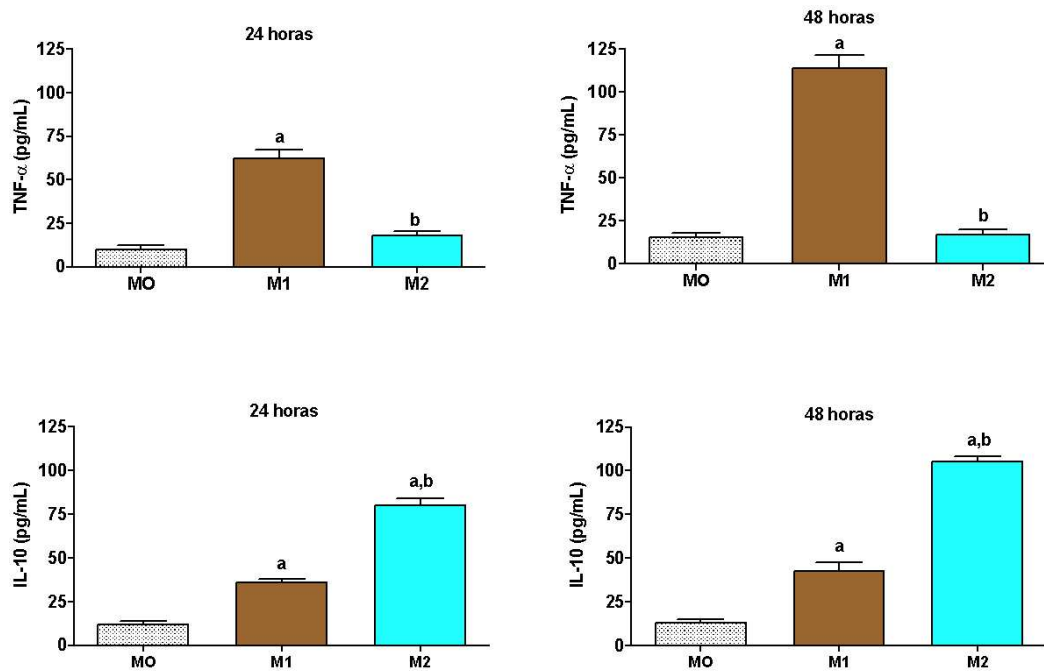 24 horas
TNF-α (pg/mL)
125
100
75
50
25
0
a
b
MO
M1
M2
48 horas
TNF-α (pg/mL)
125
100
75
50
25
0
a
b
MO
M1
M2
24 horas
IL-10 (pg/mL)
125
100
75
50
25
0
a
a,b
MO
M1
M2
48 horas
IL-10 (pg/mL)
125
100
75
50
25
0
a
a,b
MO
M1
M2